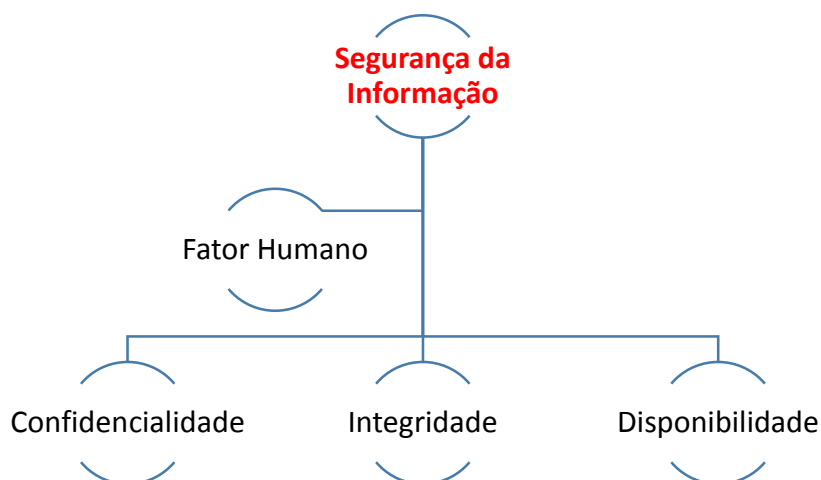 Segurança da
Informação
Fator Humano
Confidencialidade
Integridade
Disponibilidade